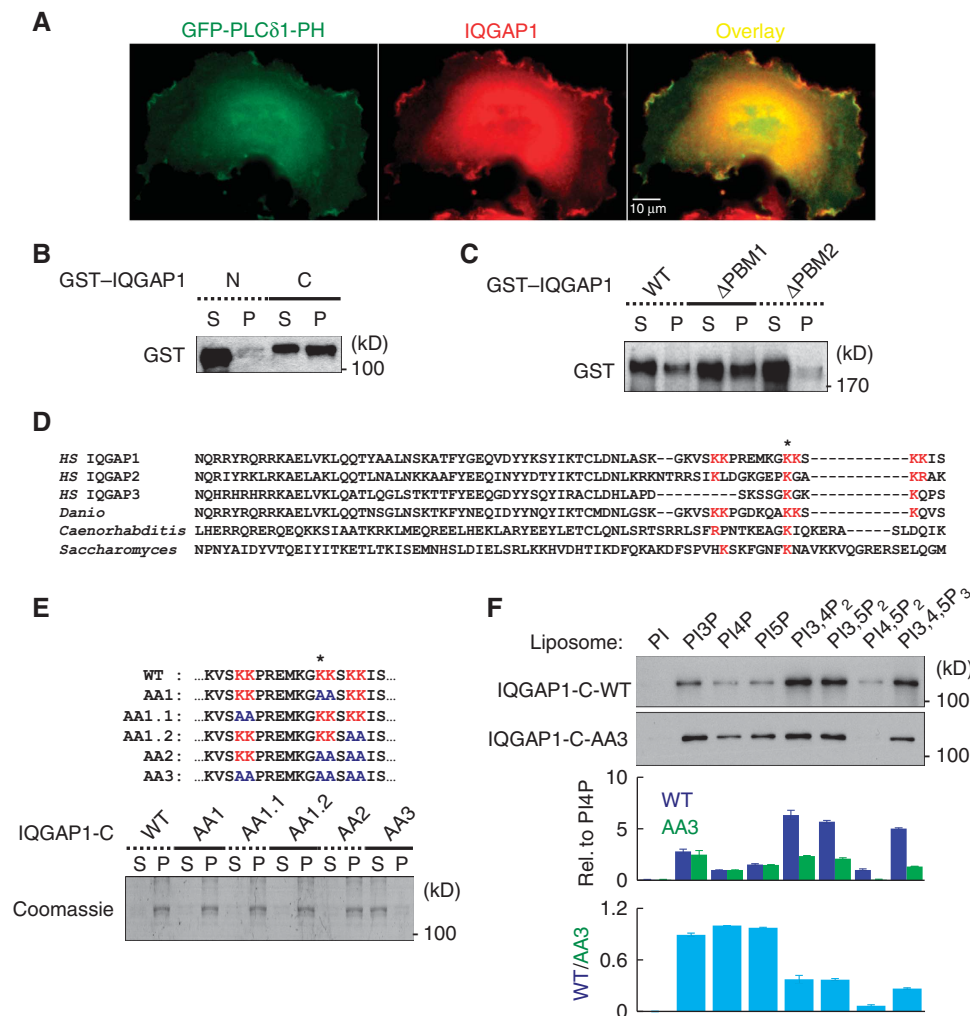 A
GFP-PLCδ1-PH
IQGAP1
Overlay
10 µm
B
GST–IQGAP1
N C
S P S P
(kD)
GST
100
C
GST–IQGAP1
WT ΔPBM1 ΔPBM2
S P S P S P
(kD)
GST
170
D
*
HS IQGAP1 NQRRYRQRRKAELVKLQQTYAALNSKATFYGEQVDYYKSYIKTCLDNLASK--GKVSKKPREMKGKKS------------KKIS
HS IQGAP2 NQRRYIRKRLAELAKLQQTLNALNKKATFYEEQINYYDTYIKTCLDNLKRKNTRRSIKLDGKGEPKGA------------KRAK
HS IQGAP3 NQHRHRHRRKAELVKLQATLQGLSTKTTFYEEQGDYYSQYIRACLDHLAPD--------SKSSGKGK------------KQPS
Danio NQRRYRQRRKAELVKLQQTNSGLNSKTKFYNEQIDYYNQYIKTCMDNLGSK--GKVSKKPGDKQAKKS------------KQVS
Caenorhabditis LHERRQRERQEQKKSIAATKRKLMEQREELHEKLARYEEYLETCLQNLSRTSRRLSFRPNTKEAGKIQKERA----SLDQIK
Saccharomyces NPNYAIDYVTQEIYITKETLTKISEMNHSLDIELSRLKKHVDHTIKDFQKAKDFSPVHKSKFGNFKNAVKKVQGRERSELQGM
E
*
WT : …KVSKKPREMKGKKSKKIS…
AA1 : …KVSKKPREMKGAASKKIS…
AA1.1 : …KVSAAPREMKGKKSKKIS…
AA1.2 : …KVSKKPREMKGKKSAAIS…
AA2 : …KVSKKPREMKGAASAAIS…
AA3 : …KVSAAPREMKGAASAAIS…
IQGAP1-C
WT AA1 AA1.1 AA1.2 AA2 AA3
S P S P S P S P S P S P
(kD)
Coomassie
100
F
Liposome: PI PI3P PI4P PI5P PI3,4P2 PI3,5P2 PI4,5P2 PI3,4,5P3
(kD)
IQGAP1-C-WT
100
IQGAP1-C-AA3
100
Rel. to PI4P
10
5
0
WT
AA3
WT/AA3
1.2
0.6
0